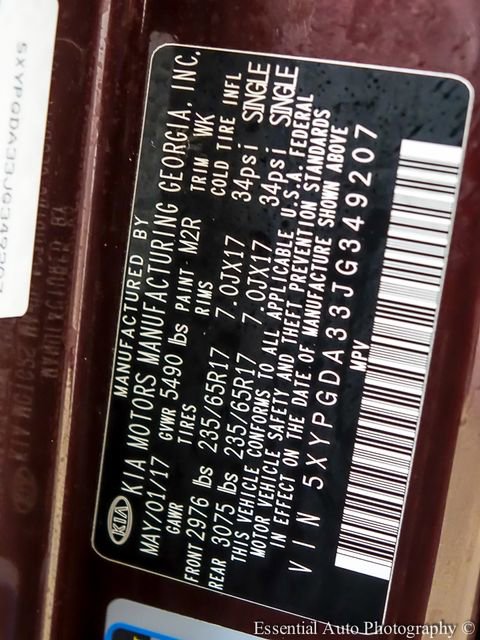 MANUFACTURED BY
KIA KIA MOTORS MANUFACTURING GEORGIA, INC.
MAY/01/17 GVWR 5490 lbs PAINT M2R TRIM WK
GAWR TIRES RIMS COLD TIRE INFL
FRONT 2976 lbs 235/65R17 7.0JX17 34psi SINGLE
REAR 3075 lbs 235/65R17 7.0JX17 34psi SINGLE
THIS VEHICLE CONFORMS TO ALL APPLICABLE U.S.A. FEDERAL
MOTOR VEHICLE SAFETY AND THEFT PREVENTION STANDARDS
IN EFFECT ON THE DATE OF MANUFACTURE SHOWN ABOVE
VIN 5XYPGDA33JG349207
MPV
5XYPGDA33JG349207
Essential Auto Photography ©